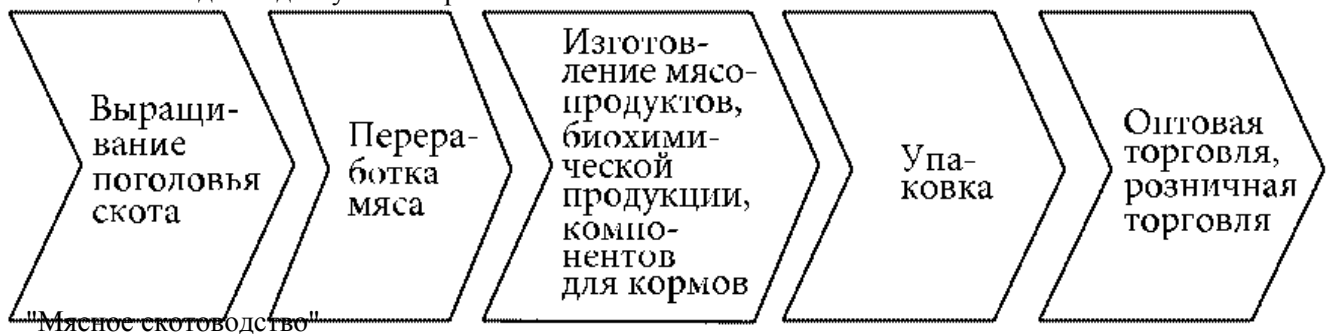 Выращи-
вание
поголовья
скота
Перера-
ботка
мяса
Изготов-
ление мясо-
продуктов,
биохими-
ческой
продукции,
компо-
нентов
для кормов
Упа-
ковка
Оптовая
торговля,
розничная
торговля
"Мясное скотоводство"